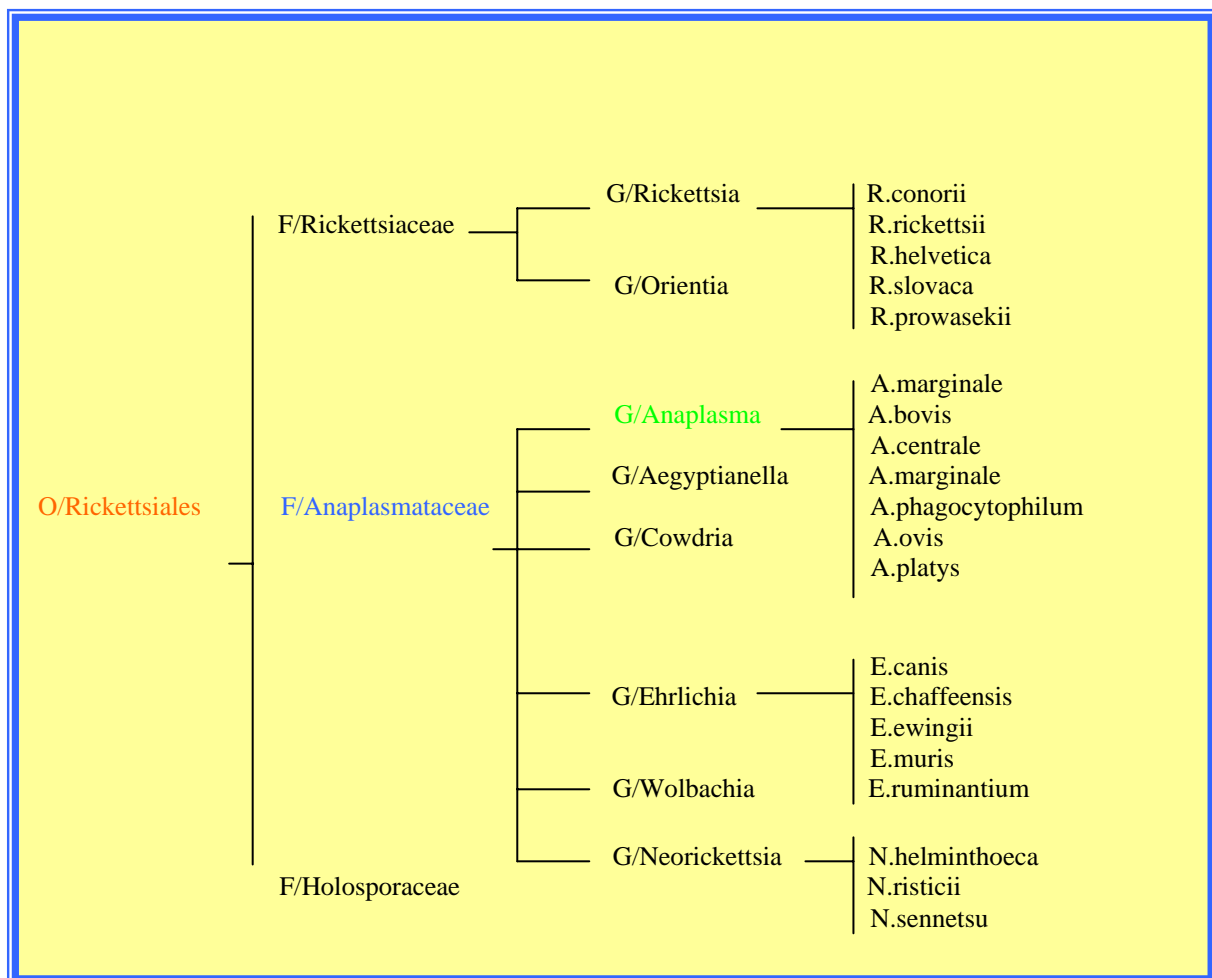 O/Rickettsiales
F/Rickettsiaceae
G/Rickettsia
R.conorii
R.rickettsii
R.helvetica
R.slovaca
R.prowasekii
G/Orientia
F/Anaplasmataceae
G/Anaplasma
A.marginale
A.bovis
A.centrale
A.marginale
A.phagocytophilum
A.ovis
A.platys
G/Aegyptianella
G/Cowdria
G/Ehrlichia
E.canis
E.chaffeensis
E.ewingii
E.muris
E.ruminantium
G/Wolbachia
G/Neorickettsia
N.helminthoeca
N.risticii
N.sennetsu
F/Holosporaceae